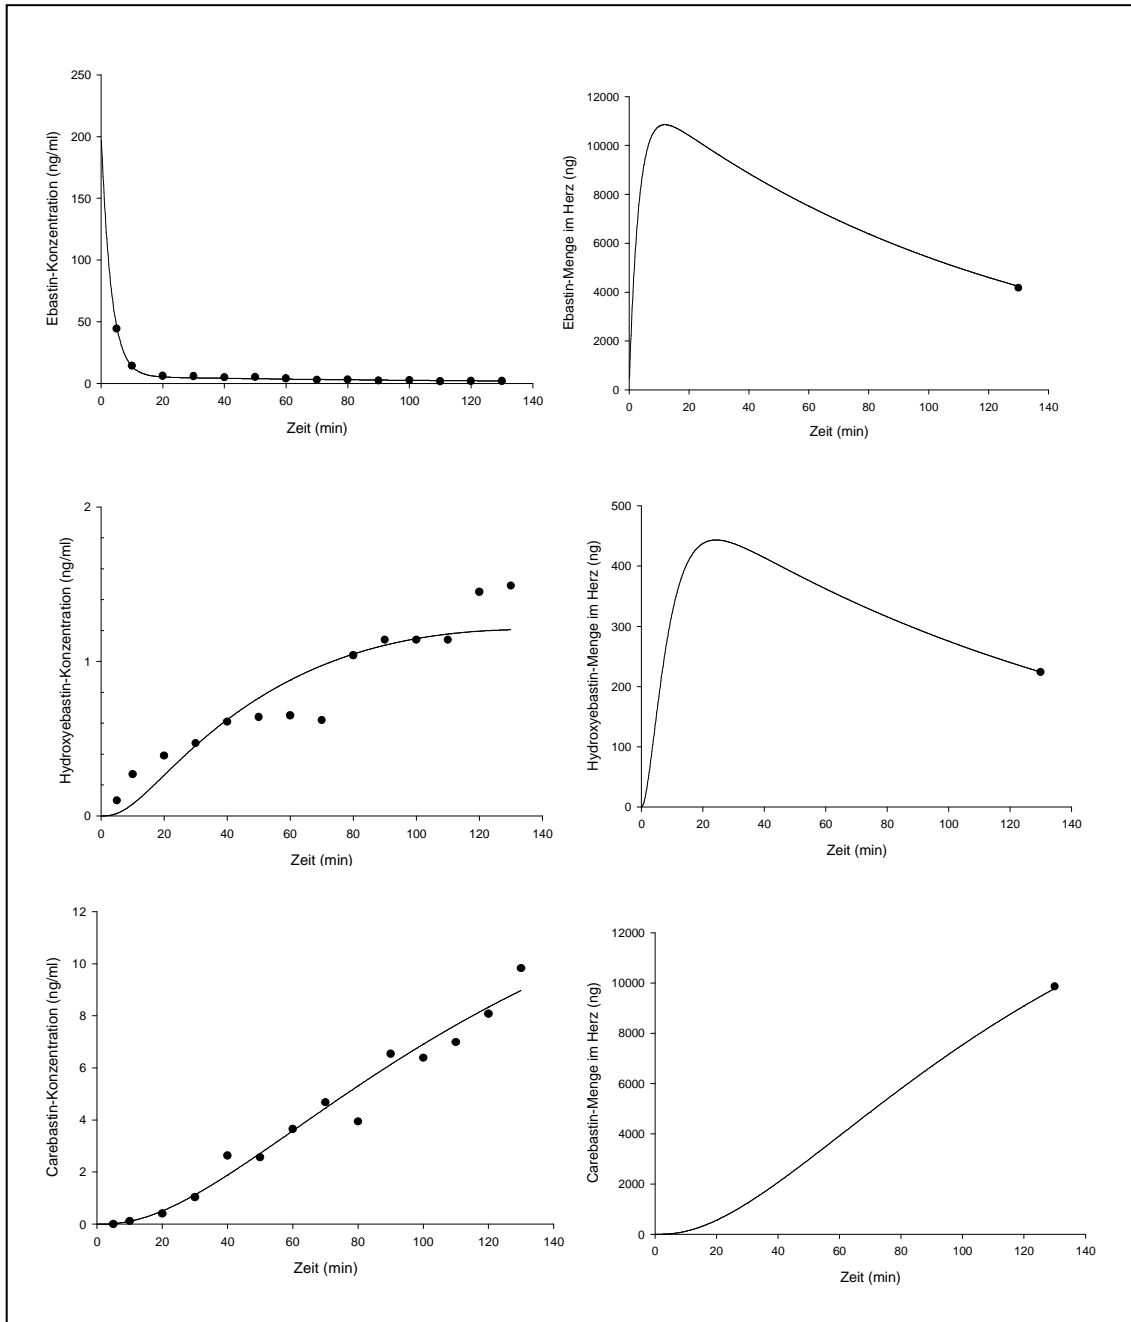 Ebastin-Konzentration (ng/ml)
250
200
150
100
50
0
0 20 40 60 80 100 120 140
Zeit (min)
Ebastin-Menge im Herz (ng)
12000
10000
8000
6000
4000
2000
0
0 20 40 60 80 100 120 140
Zeit (min)
Hydroxyebastin-Konzentration (ng/ml)
2
1
0
0 20 40 60 80 100 120 140
Zeit (min)
Hydroxyebastin-Menge im Herz (ng)
500
400
300
200
100
0
0 20 40 60 80 100 120 140
Zeit (min)
Carebastin-Konzentration (ng/ml)
12
10
8
6
4
2
0
0 20 40 60 80 100 120 140
Zeit (min)
Carebastin-Menge im Herz (ng)
12000
10000
8000
6000
4000
2000
0
0 20 40 60 80 100 120 140
Zeit (min)